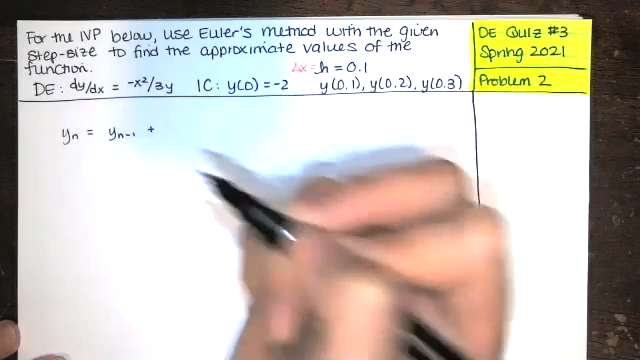 For the IVP below, use Euler's method with the given
step-size to find the approximate values of the
function.
Δx = h = 0.1
DE: dy/dx = -x²/3y IC: y(0) = -2 y(0.1), y(0.2), y(0.3)
DE Quiz #3
Spring 2021
Problem 2
yn = yn-1 +